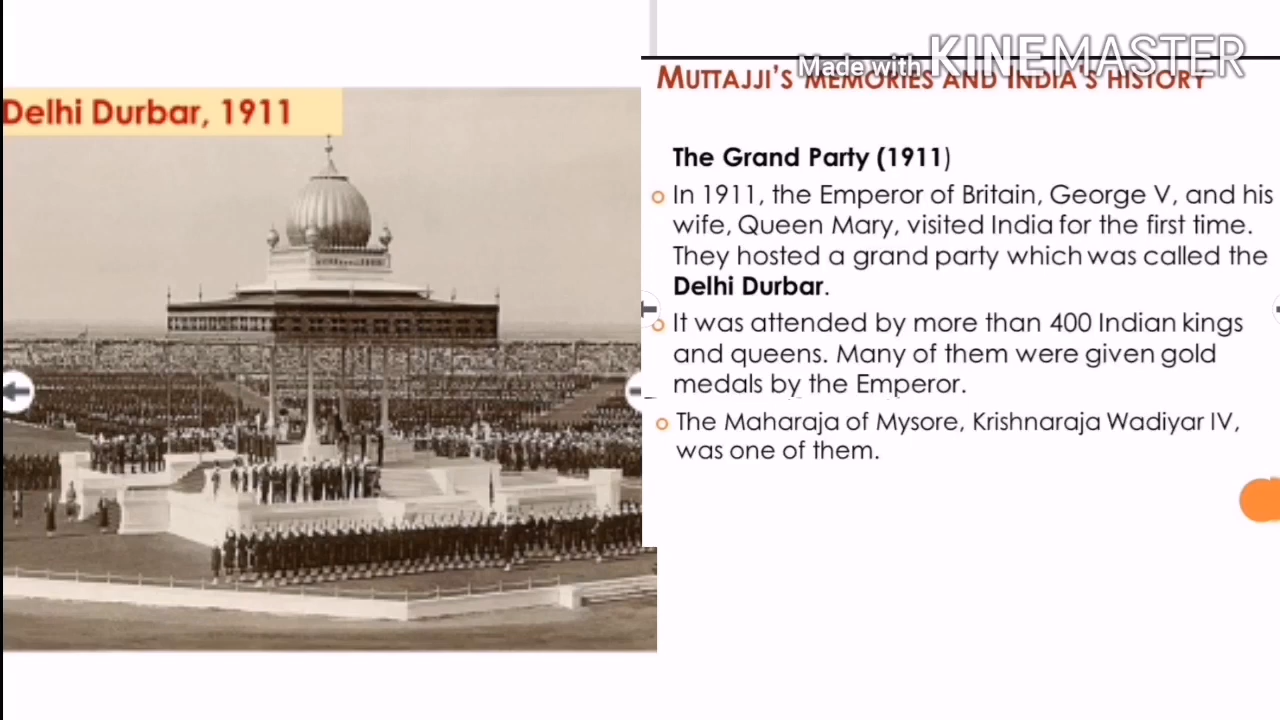 Made with KINEMASTER
Delhi Durbar, 1911
MUTTAJJI'S MEMORIES AND INDIA'S HISTORY
The Grand Party (1911)
In 1911, the Emperor of Britain, George V, and his
wife, Queen Mary, visited India for the first time.
They hosted a grand party which was called the
Delhi Durbar.
It was attended by more than 400 Indian kings
and queens. Many of them were given gold
medals by the Emperor.
The Maharaja of Mysore, Krishnaraja Wadiyar IV,
was one of them.